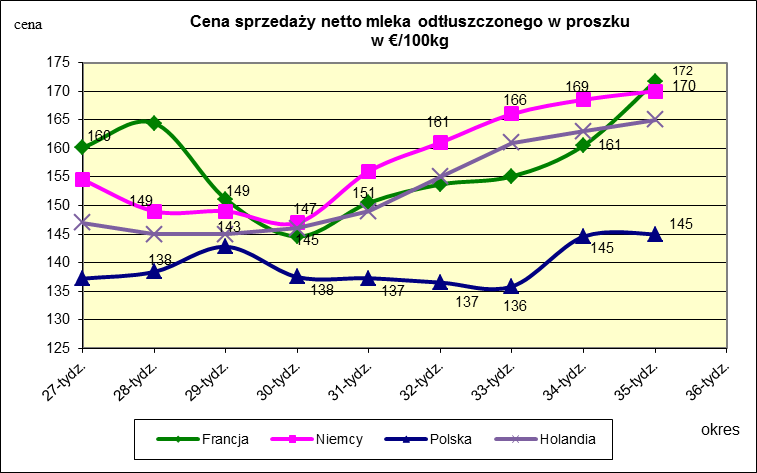 cena
Cena sprzedaży netto mleka odtłuszczonego w proszku
w €/100kg
175
170
165
160
155
150
145
140
135
130
125
160
149
138
149
143
147
145
138
151
137
161
137
166
136
169
161
145
172
170
145
27-tydz.
28-tydz.
29-tydz.
30-tydz.
31-tydz.
32-tydz.
33-tydz.
34-tydz.
35-tydz.
36-tydz.
okres
Francja Niemcy Polska Holandia